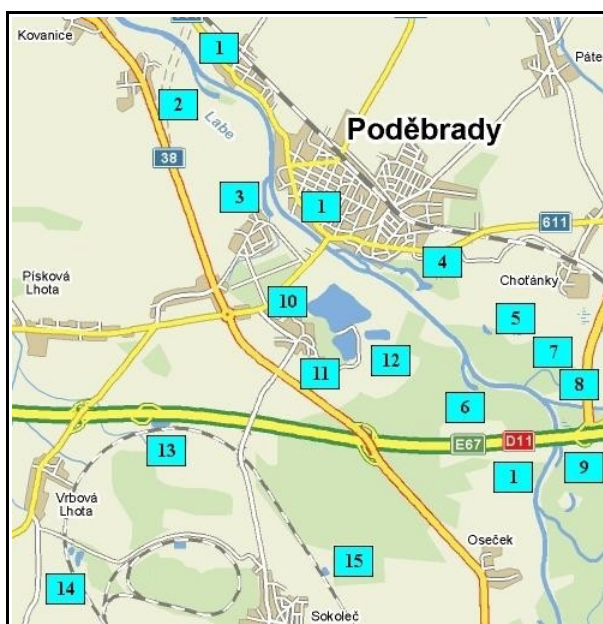 Kovanice
1
Páte
2
Labe
Poděbrady
38
3
1
611
4
Písková
Lhota
Choťánky
10
5
7
12
11
8
6
E67
D11
13
1
9
Vrbová
Lhota
Oseček
15
14
Sokoleč